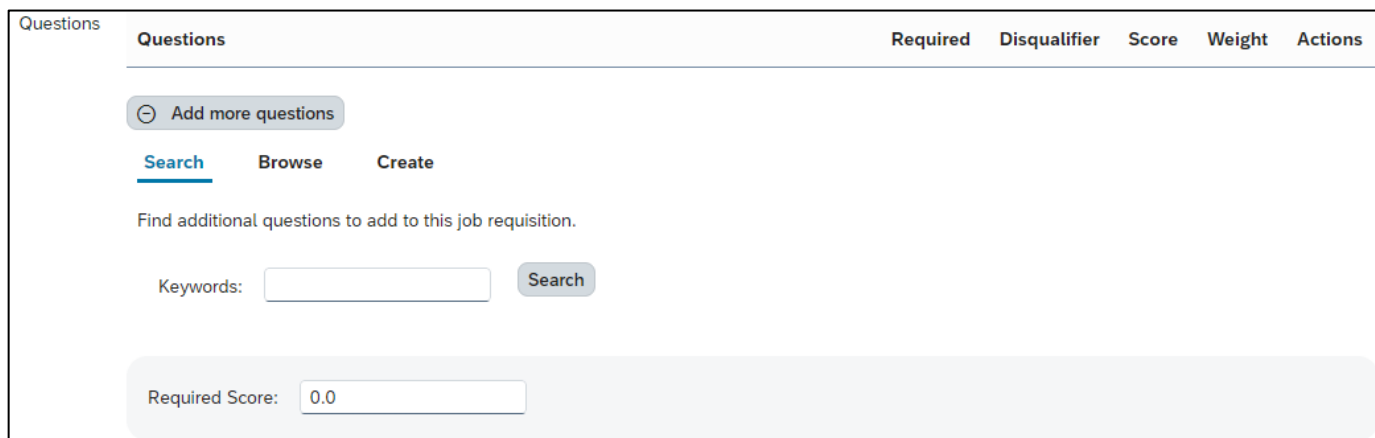 Questions
Questions Required Disqualifier Score Weight Actions
Add more questions
Search Browse Create
Find additional questions to add to this job requisition.
Keywords: Search
Required Score: 0.0